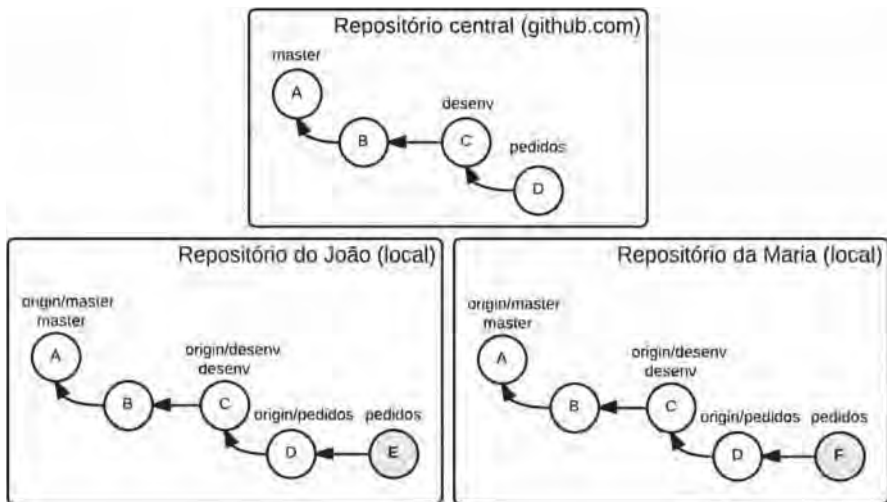 Repositório central (github.com)
master
A
desenv
B
C
pedidos
D
Repositório do João (local)
origin/master
master
A
origin/desenv
desenv
B
C
origin/pedidos
pedidos
D
E
Repositório da Maria (local)
origin/master
master
A
origin/desenv
desenv
B
C
origin/pedidos
pedidos
D
F